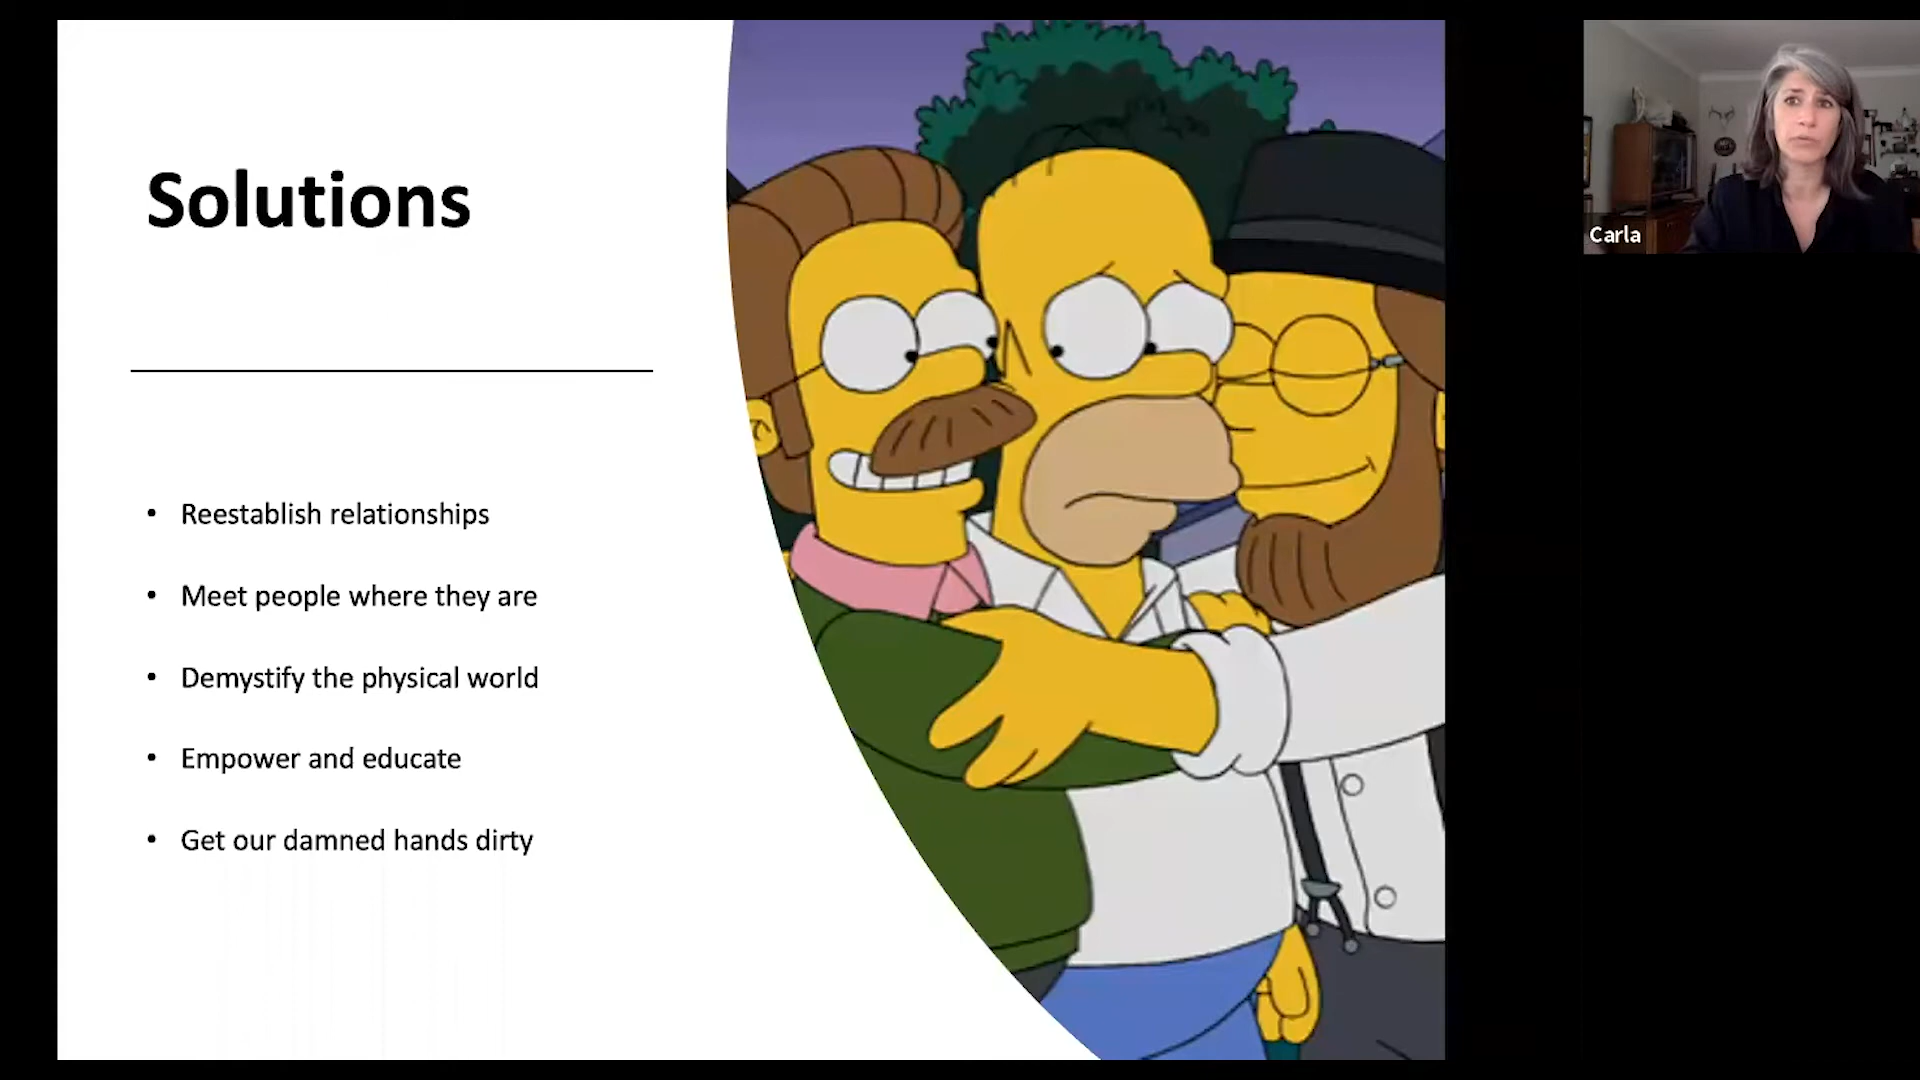 Solutions
Reestablish relationships
Meet people where they are
Demystify the physical world
Empower and educate
Get our damned hands dirty
Carla